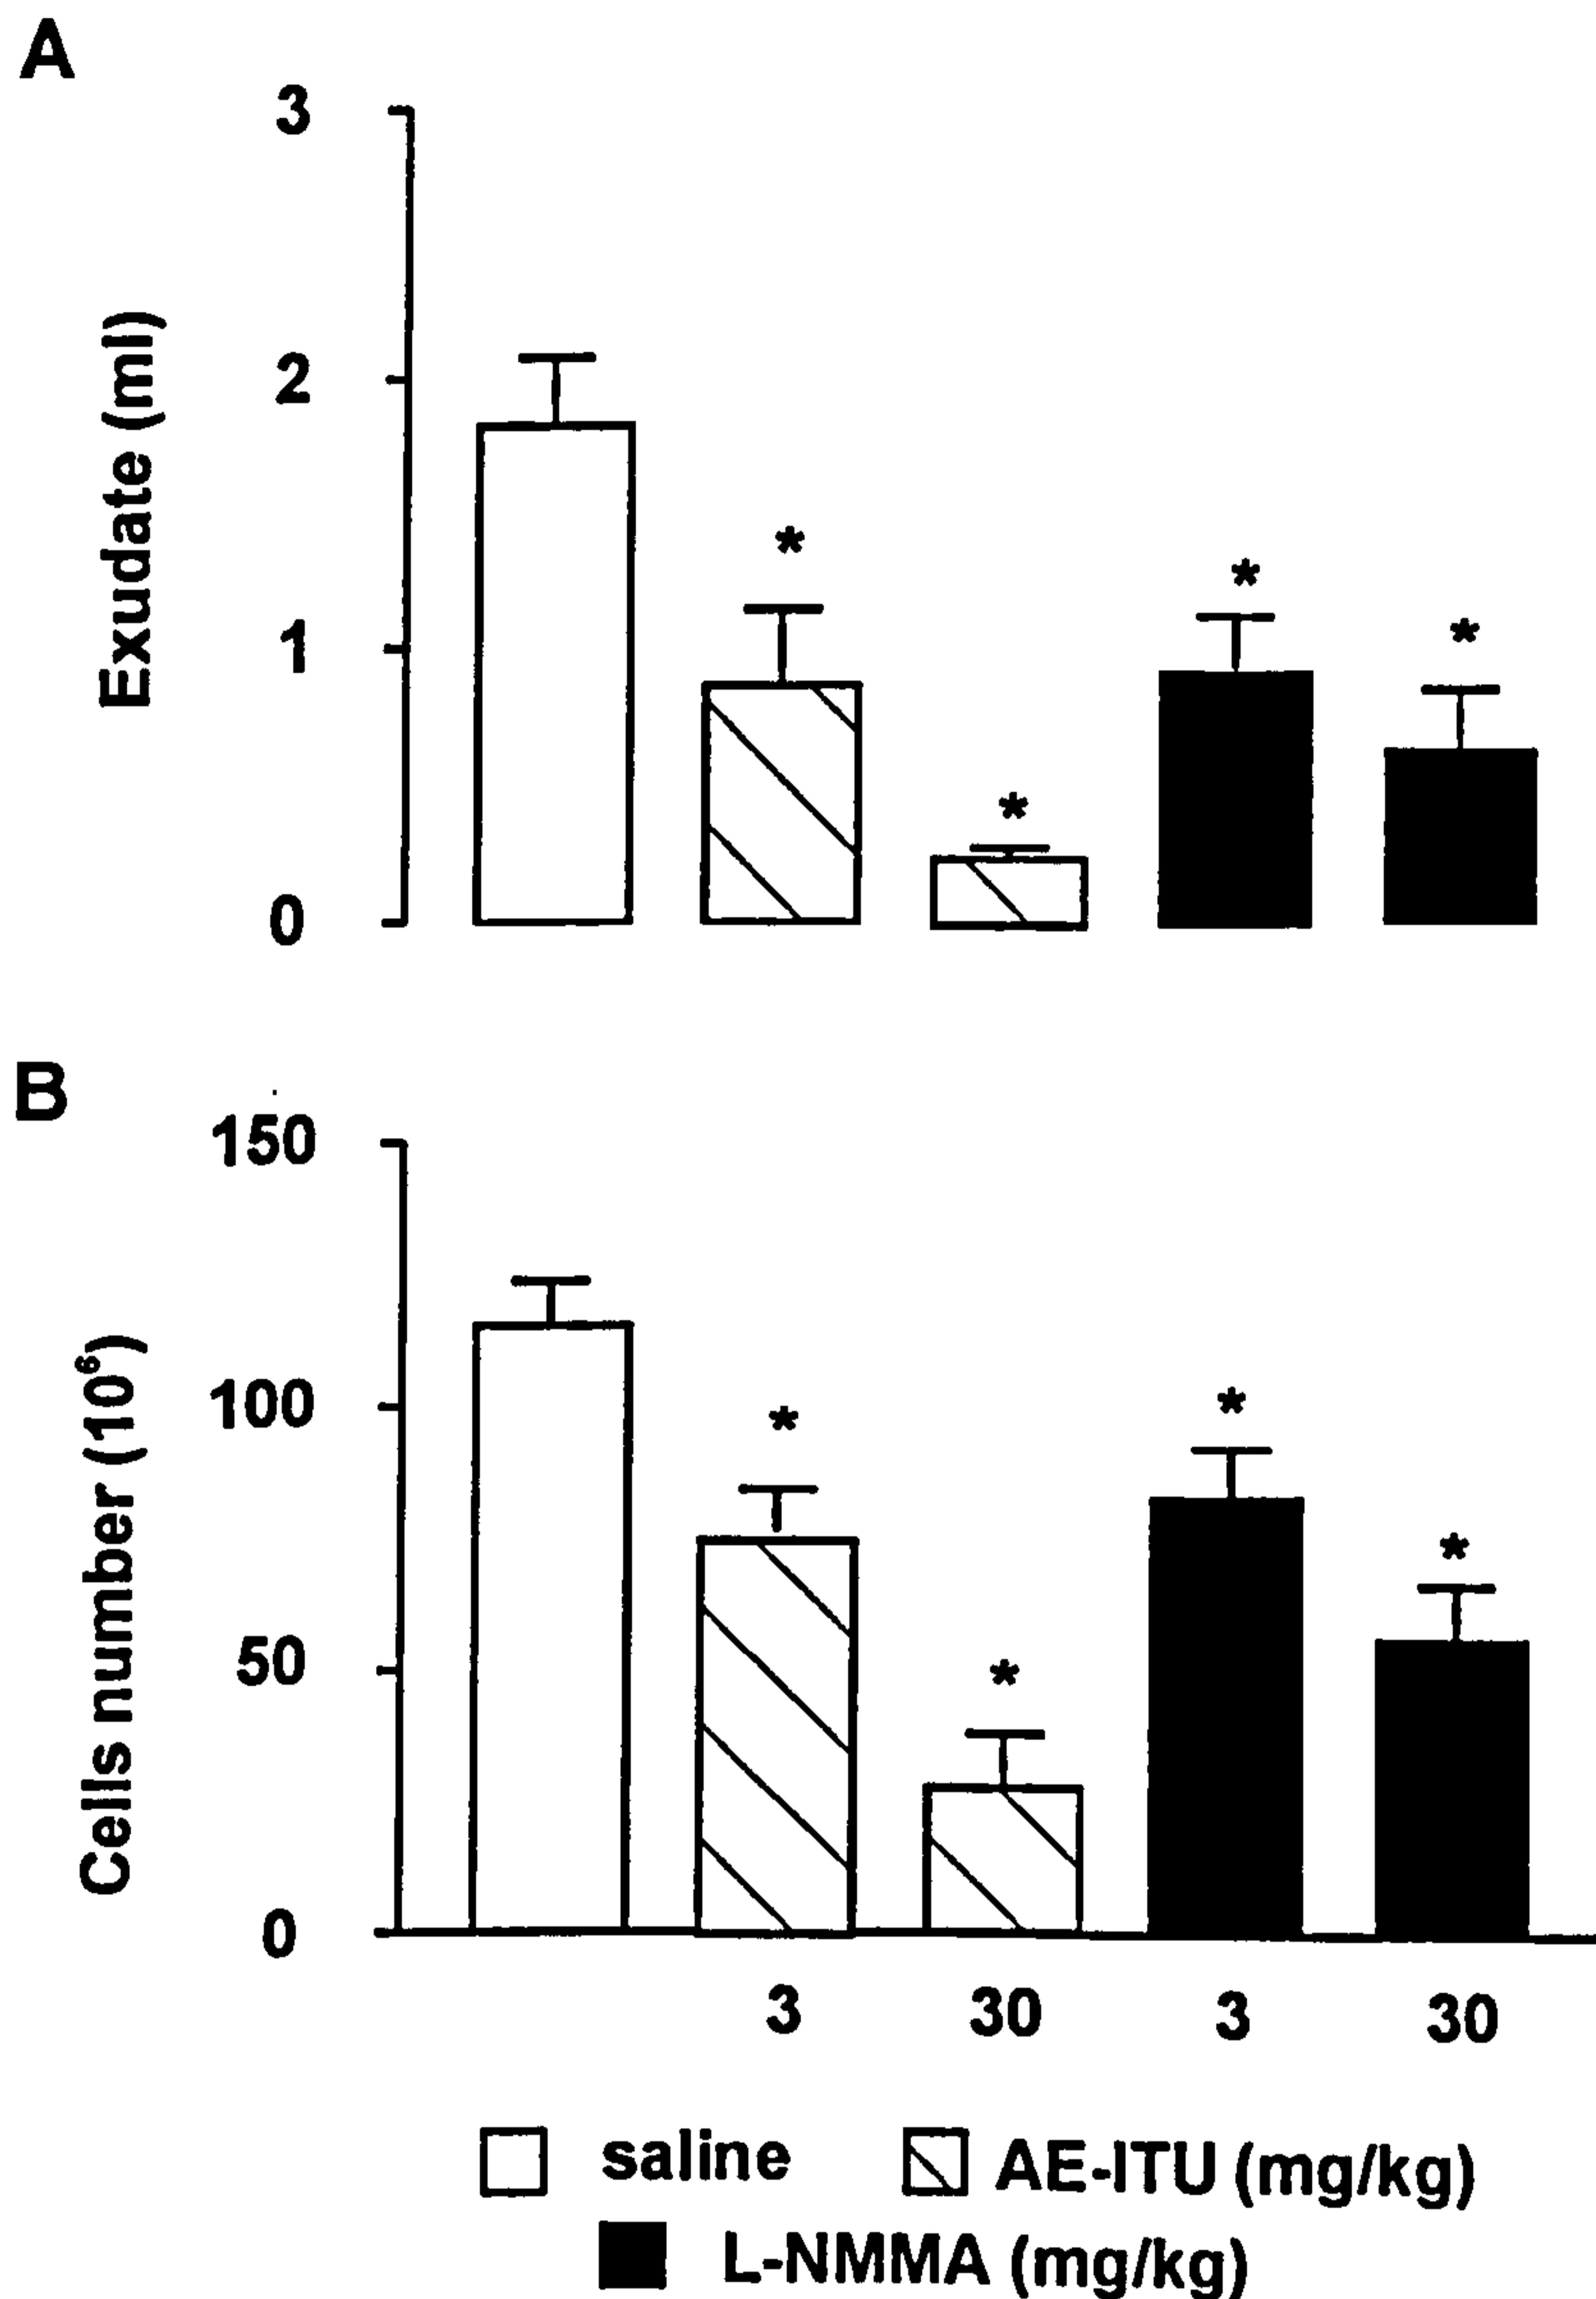 A
3
2
1
0
Exudate (ml)
*
*
*
*
B
150
100
50
0
Cells number (10⁶)
*
*
*
*
3 30 3 30
saline AE-ITU (mg/kg)
L-NMMA (mg/kg)